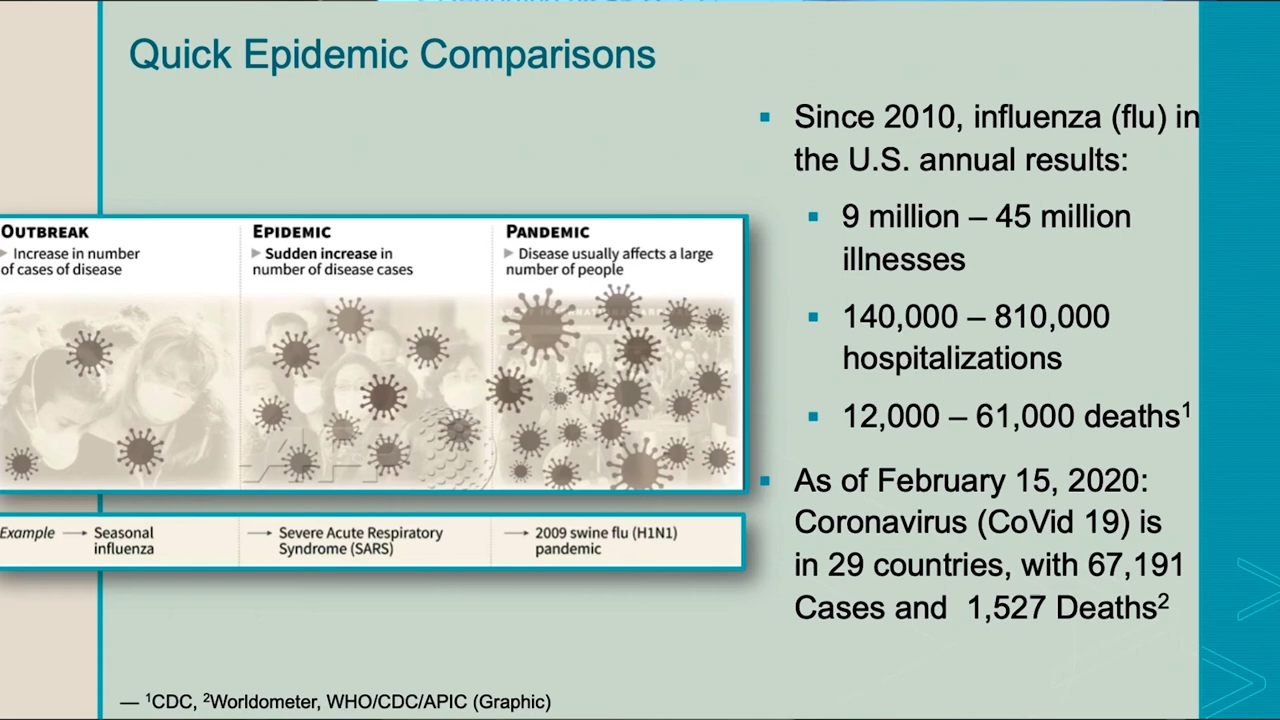 Quick Epidemic Comparisons
OUTBREAK
Increase in number
of cases of disease
EPIDEMIC
Sudden increase in
number of disease cases
PANDEMIC
Disease usually affects a large
number of people
Example → Seasonal
influenza
→ Severe Acute Respiratory
Syndrome (SARS)
→ 2009 swine flu (H1N1)
pandemic
▪ Since 2010, influenza (flu) in
the U.S. annual results:
▪ 9 million – 45 million
illnesses
▪ 140,000 – 810,000
hospitalizations
▪ 12,000 – 61,000 deaths¹
▪ As of February 15, 2020:
Coronavirus (CoVid 19) is
in 29 countries, with 67,191
Cases and 1,527 Deaths²
— ¹CDC, ²Worldometer, WHO/CDC/APIC (Graphic)